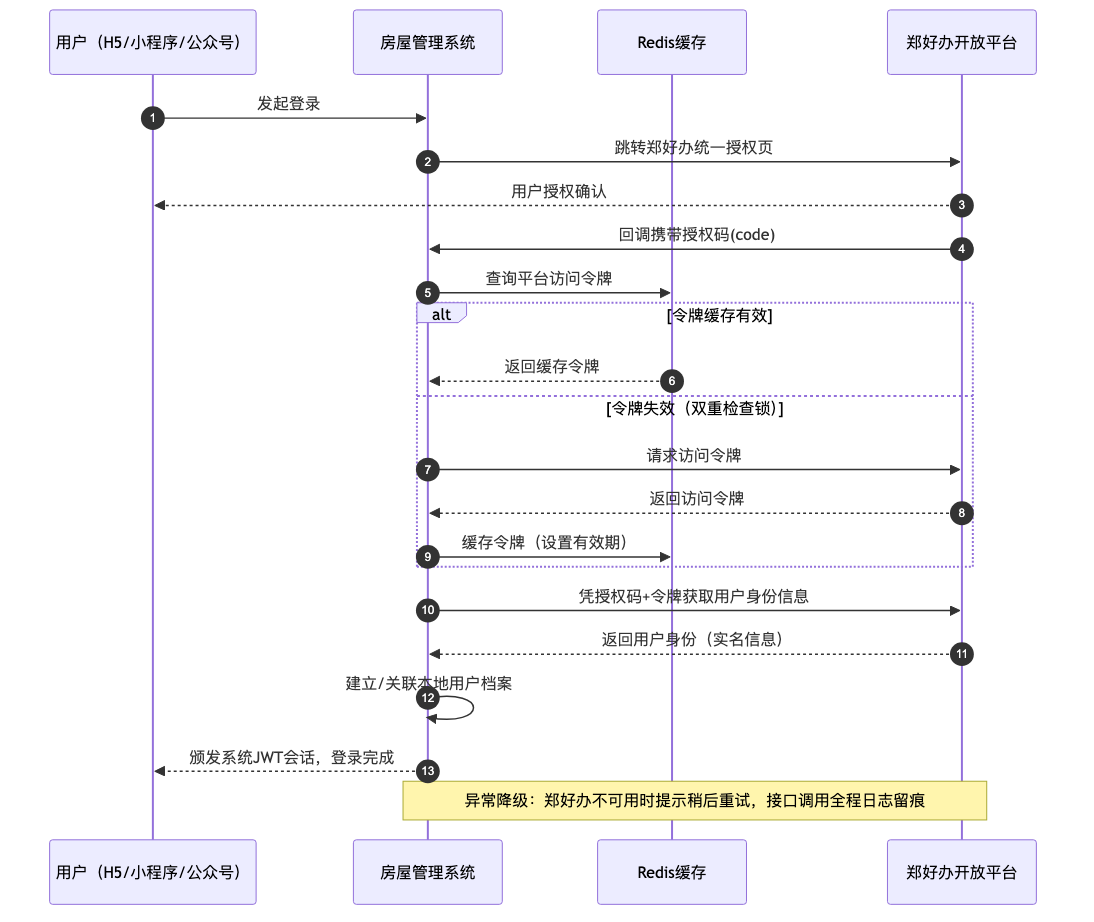 用户（H5/小程序/公众号）
房屋管理系统
Redis缓存
郑好办开放平台
发起登录
1
跳转郑好办统一授权页
2
用户授权确认
3
回调携带授权码(code)
4
查询平台访问令牌
5
alt
[令牌缓存有效]
返回缓存令牌
6
[令牌失效（双重检查锁）]
请求访问令牌
7
返回访问令牌
8
缓存令牌（设置有效期）
9
凭授权码+令牌获取用户身份信息
10
返回用户身份（实名信息）
11
建立/关联本地用户档案
12
颁发系统JWT会话，登录完成
13
异常降级：郑好办不可用时提示稍后重试，接口调用全程日志留痕
用户（H5/小程序/公众号）
房屋管理系统
Redis缓存
郑好办开放平台